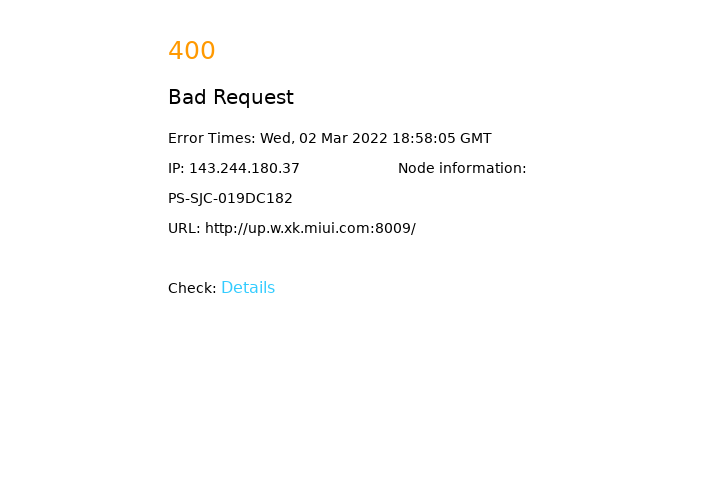 400
Bad Request
Error Times: Wed, 02 Mar 2022 18:58:05 GMT
IP: 143.244.180.37 Node information:
PS-SJC-019DC182
URL: http://up.w.xk.miui.com:8009/
Check: Details